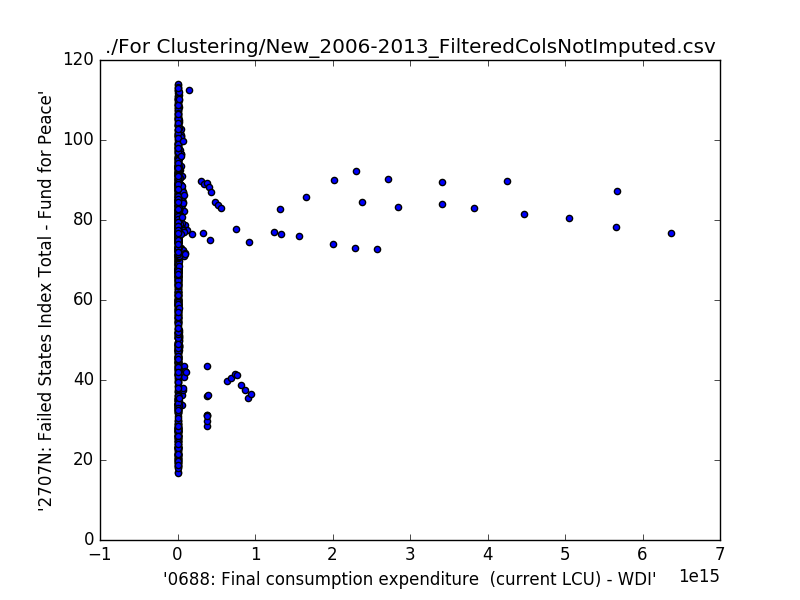 ./For Clustering/New_2006-2013_FilteredColsNotImputed.csv
120
100
80
60
40
20
0
'2707N: Failed States Index Total - Fund for Peace'
−1 0 1 2 3 4 5 6 7
1e15
'0688: Final consumption expenditure  (current LCU) - WDI'